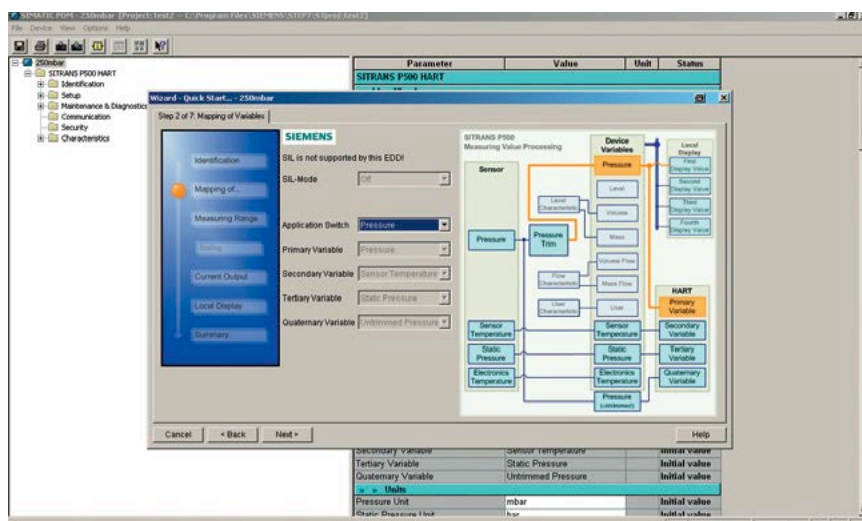 SIMATIC PDM - 250mbar [Project: test2 -- C:\Program Files\SIEMENS\STEP7\S7proj\test2]
File Device View Options Help
250mbar
SITRANS P500 HART
Identification
Setup
Maintenance & Diagnostics
Communication
Security
Characteristics
Parameter Value Unit Status
SITRANS P500 HART
Wizard - Quick Start... - 250mbar
Step 2 of 7: Mapping of Variables
Identification
Mapping of...
Measuring Range
Scaling
Current Output
Local Display
Summary
SIEMENS
SIL is not supported by this EDD!
SIL-Mode Off
Application Switch Pressure
Primary Variable Pressure
Secondary Variable Sensor Temperature
Tertiary Variable Static Pressure
Quaternary Variable Untrimmed Pressure
SITRANS P500
Measuring Value Processing
Sensor
Pressure
Sensor Temperature
Static Pressure
Electronics Temperature
Pressure Trim
Level Characteristic
Flow Characteristic
User Characteristic
Device Variables
Pressure
Level
Volume
Mass
Volume Flow
Mass Flow
User
Sensor Temperature
Static Pressure
Electronics Temperature
Pressure (untrimmed)
Local Display
First Display Value
Second Display Value
Third Display Value
Fourth Display Value
HART
Primary Variable
Secondary Variable
Tertiary Variable
Quaternary Variable
Cancel < Back Next > Help
Secondary Variable Sensor Temperature Initial value
Tertiary Variable Static Pressure Initial value
Quaternary Variable Untrimmed Pressure Initial value
» » Units
Pressure Unit mbar Initial value
Static Pressure Unit bar Initial value